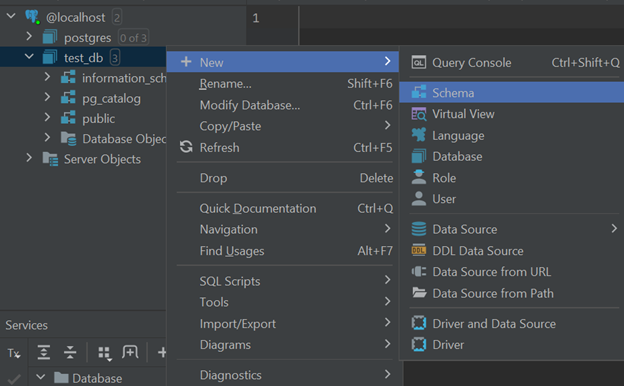 @localhost 2
1
postgres 0 of 3
test_db 3
information_sch
pg_catalog
public
Database Objec
Server Objects
New
Rename... Shift+F6
Modify Database... Ctrl+F6
Copy/Paste
Refresh Ctrl+F5
Drop Delete
Quick Documentation Ctrl+Q
Navigation
Find Usages Alt+F7
SQL Scripts
Tools
Import/Export
Diagrams
Diagnostics
Query Console Ctrl+Shift+Q
Schema
Virtual View
Language
Database
Role
User
Data Source
DDL Data Source
Data Source from URL
Data Source from Path
Driver and Data Source
Driver
Services
Tx
Database